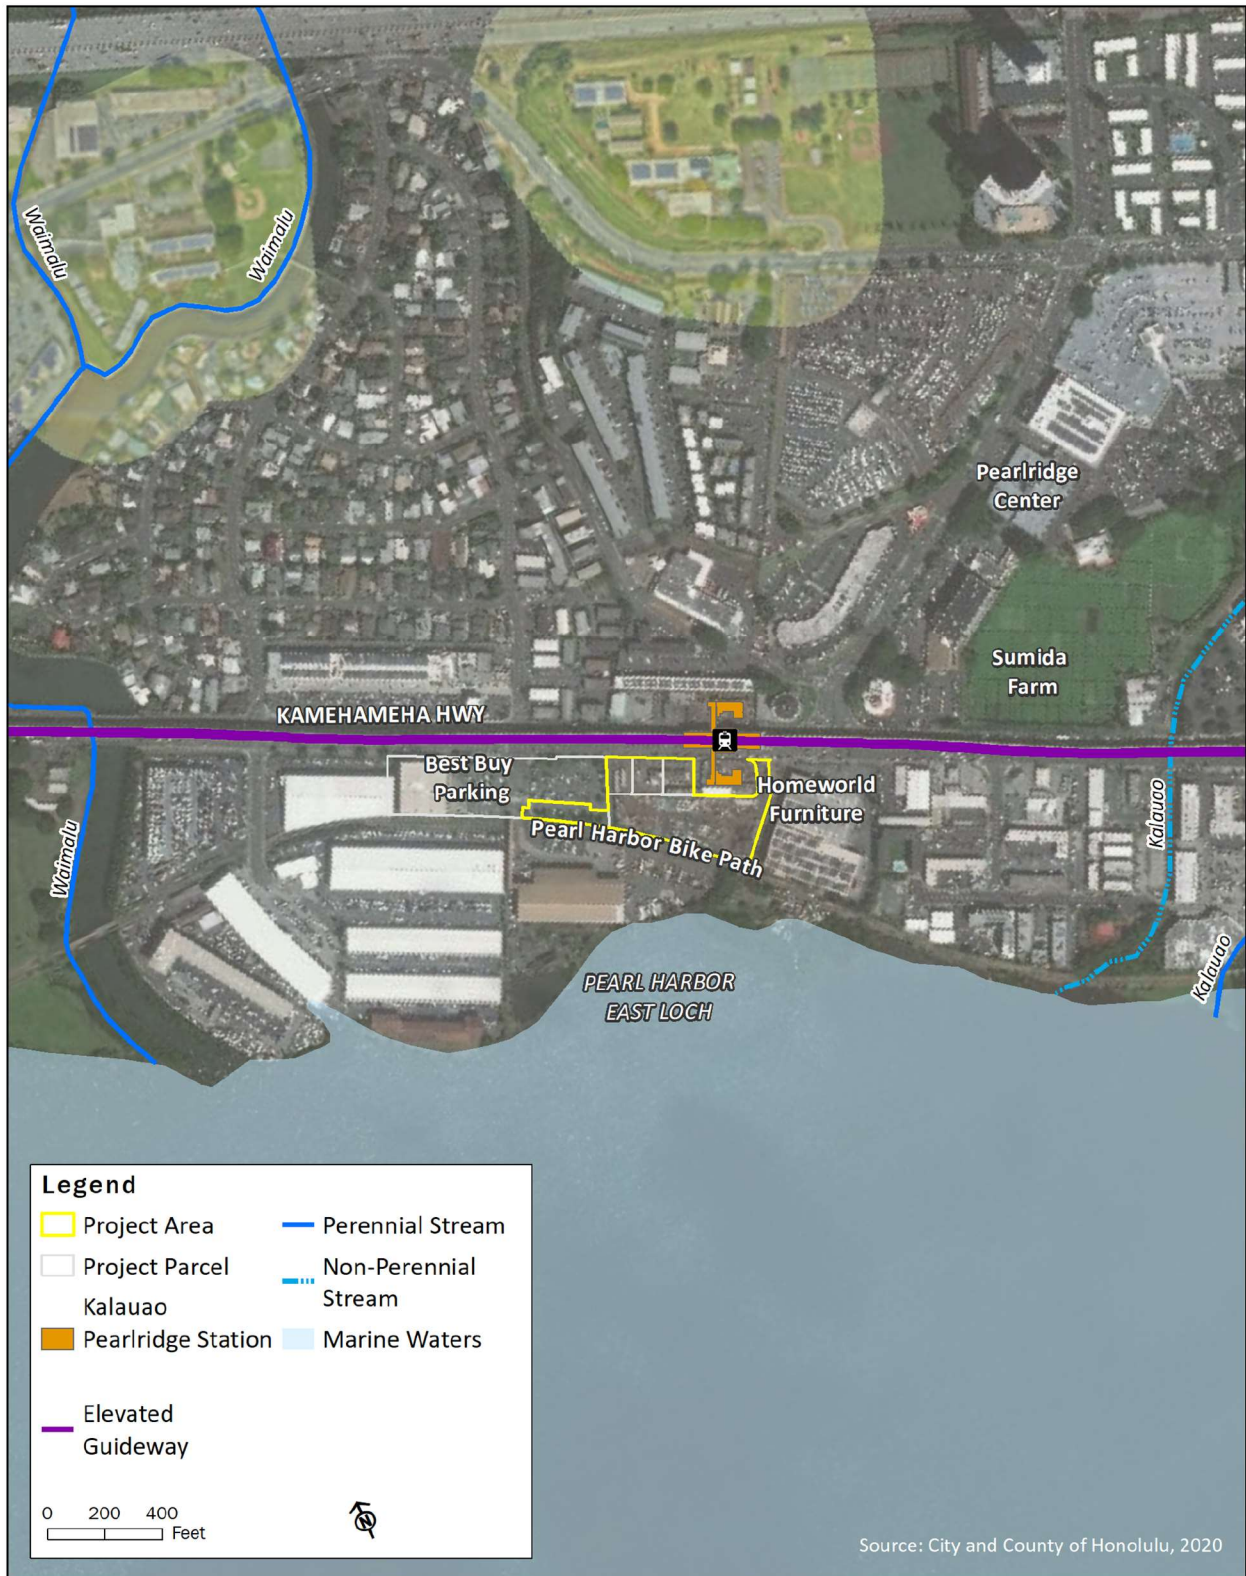 Waimalu
Waimalu
Pearlridge
Center
Sumida
Farm
KAMEHAMEHA HWY
Best Buy
Parking
Homeworld
Furniture
Pearl Harbor Bike Path
Waimalu
Kalauao
Kalauao
PEARL HARBOR
EAST LOCH
Legend
Project Area
Project Parcel
Kalauao
Pearlridge Station
Elevated
Guideway
Perennial Stream
Non-Perennial
Stream
Marine Waters
0 200 400
Feet
N
Source: City and County of Honolulu, 2020